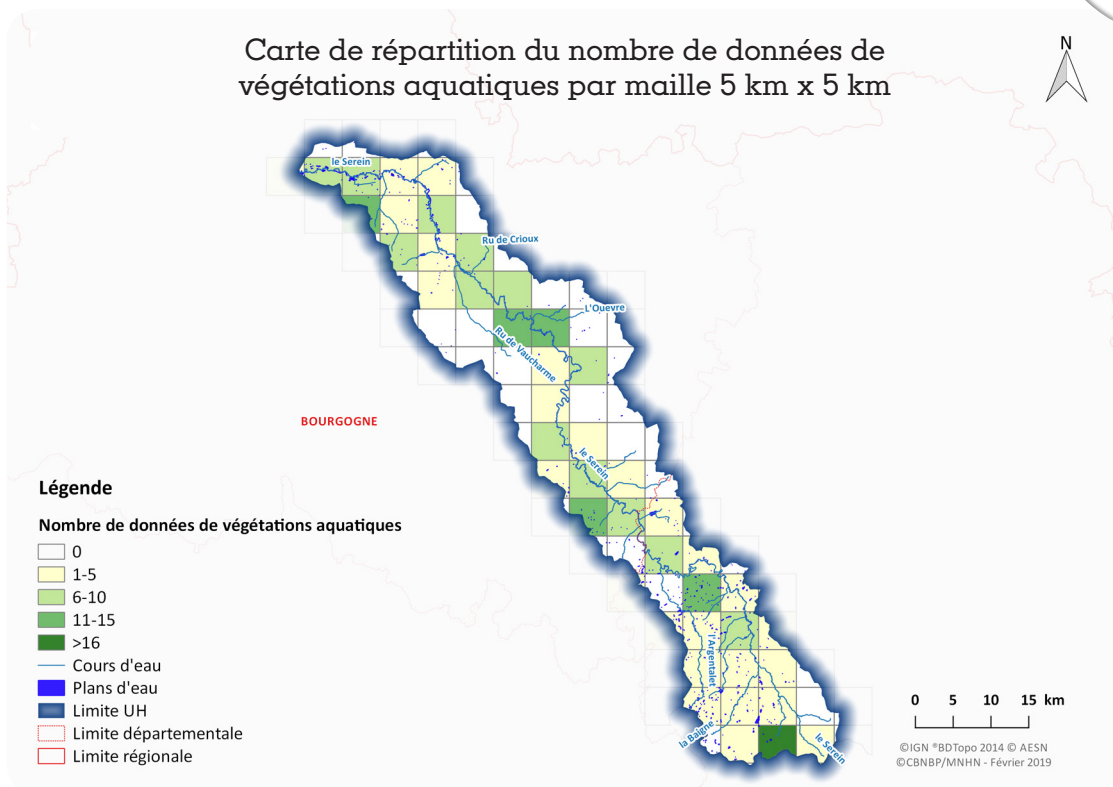 Carte de répartition du nombre de données de
végétations aquatiques par maille 5 km x 5 km
N
le Serein
Ru de Crioux
L'Ouevre
Ru de Vaucharme
BOURGOGNE
le Serein
l'Argentalet
la Baigne
le Serein
Légende
Nombre de données de végétations aquatiques
0
1-5
6-10
11-15
>16
Cours d'eau
Plans d'eau
Limite UH
Limite départementale
Limite régionale
0 5 10 15 km
©IGN ®BDTopo 2014 © AESN
©CBNBP/MNHN - Février 2019